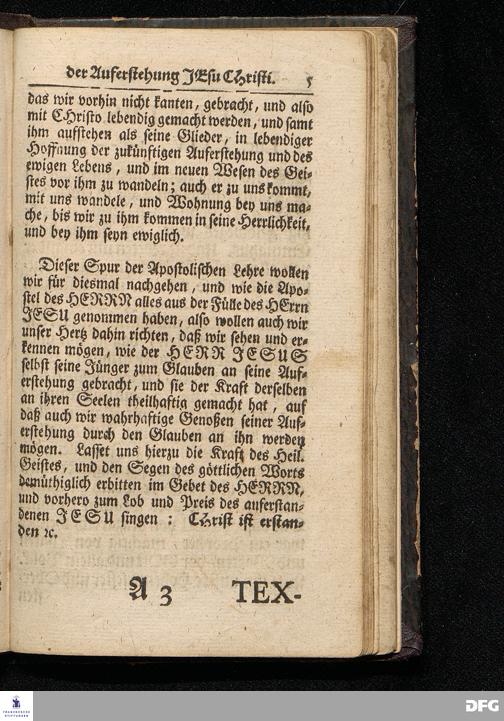 der Auferstehung JEsu CHristi. 5
das wir vorhin nicht kanten, gebracht, und also
mit CHristo lebendig gemacht werden, und samt
ihm aufstehen als seine Glieder, in lebendiger
Hoffnung der zukünftigen Auferstehung und des
ewigen Lebens, und im neuen Wesen des Gei-
stes vor ihm zu wandeln; auch er zu uns kommt,
mit uns wandele, und Wohnung bey uns ma-
che, bis wir zu ihm kommen in seine Herrlichkeit,
und bey ihm seyn ewiglich.
Dieser Spur der Apostolischen Lehre wollen
wir für diesmal nachgehen, und wie die Apo-
stel des HERRN alles aus der Fülle des HErrn
JESU genommen haben, also wollen auch wir
unser Hertz dahin richten, daß wir sehen und er-
kennen mögen, wie der HERR JESUS
selbst seine Jünger zum Glauben an seine Auf-
erstehung gebracht, und sie der Kraft derselben
an ihren Seelen theilhaftig gemacht hat, auf
daß auch wir wahrhaftige Genoßen seiner Auf-
erstehung durch den Glauben an ihn werden
mögen. Lasset uns hierzu die Kraft des Heil.
Geistes, und den Segen des göttlichen Worts
demüthiglich erbitten im Gebet des HERRN,
und vorhero zum Lob und Preis des auferstan-
denen JESU singen: CHrist ist erstan-
den ꝛc.
A 3 TEX-
FRANCKESCHE
STIFTUNGEN
DFG